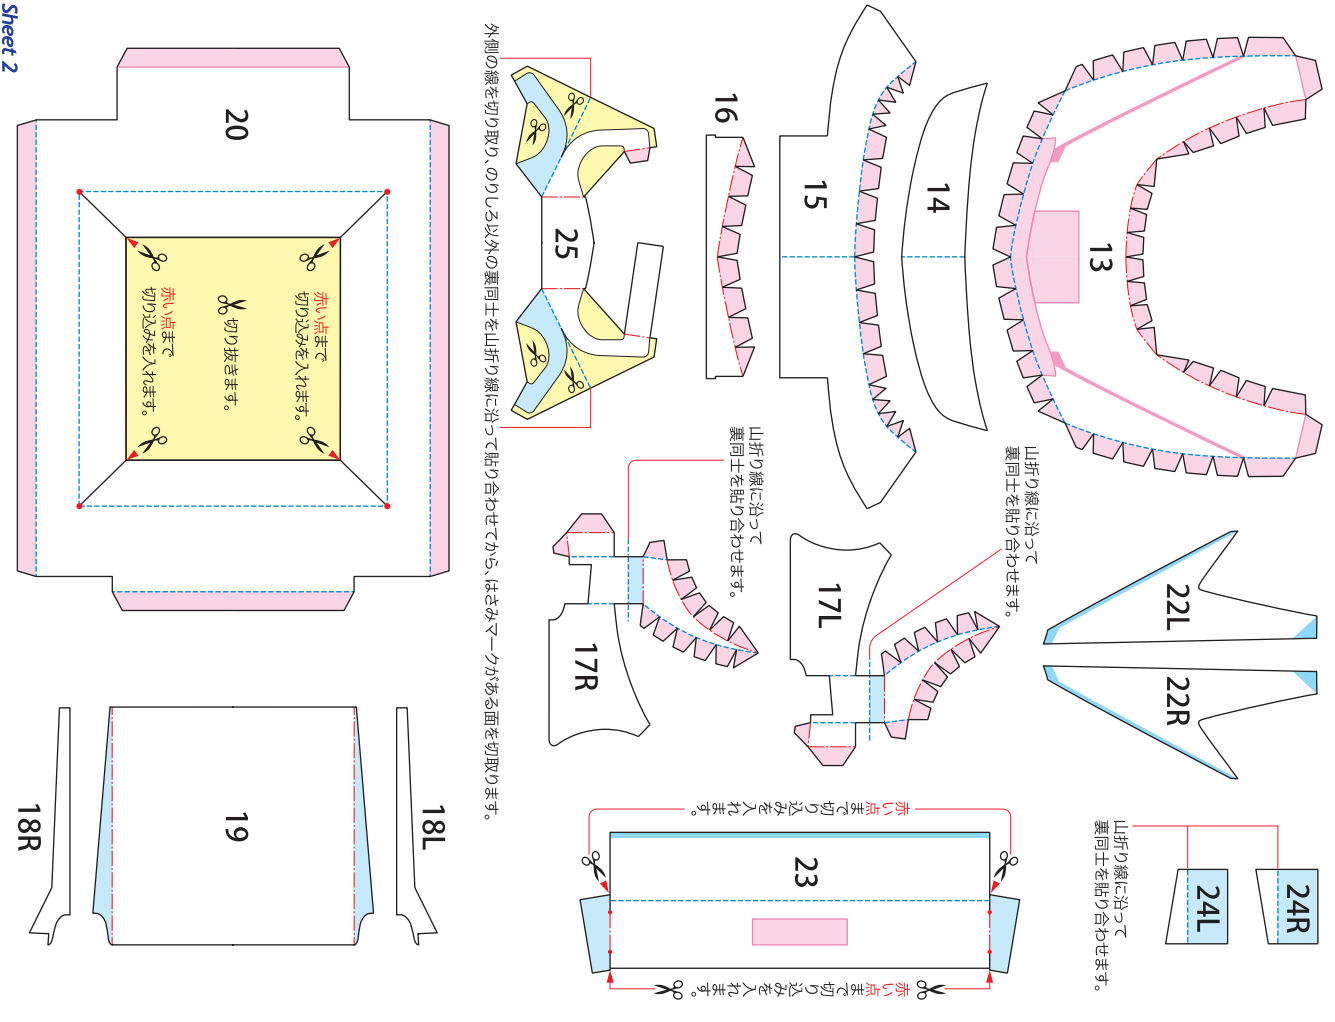 Sheet 2
20
赤い点まで
切り込みを入れます。
切り抜きます。
赤い点まで
切り込みを入れます。
外側の線を切り取り、のりしろ以外の裏同士を山折り線に沿って貼り合わせてから、はさみマークがある面を切取ります。
25
16
15
14
13
山折り線に沿って
裏同士を貼り合わせます。
17R
山折り線に沿って
裏同士を貼り合わせます。
17L
22L
22R
18R
19
18L
赤い点まで切り込みを入れます。
23
赤い点まで切り込みを入れます。
山折り線に沿って
裏同士を貼り合わせます。
24L
24R